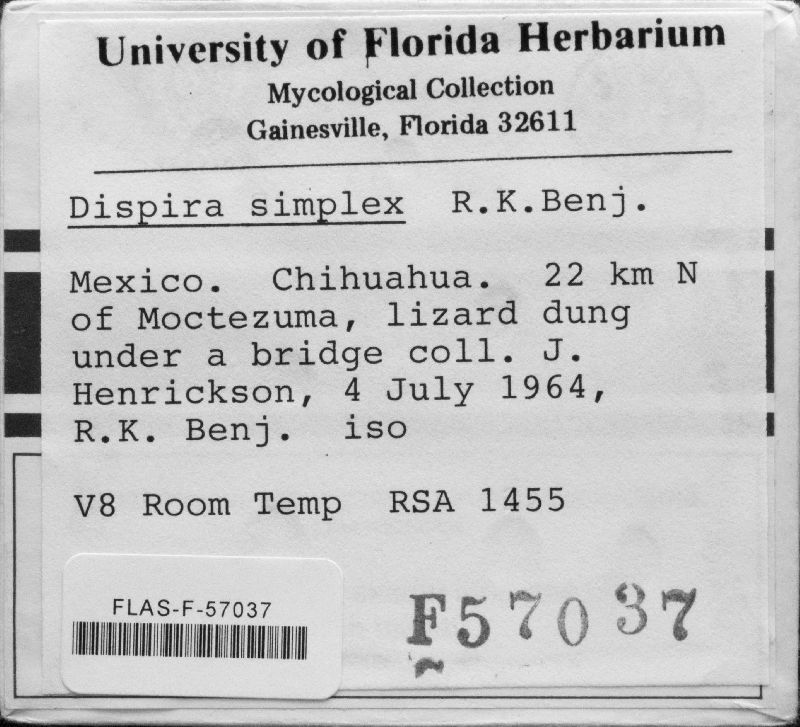 University of Florida Herbarium
Mycological Collection
Gainesville, Florida 32611
Dispira simplex R.K.Benj.
Mexico. Chihuahua. 22 km N
of Moctezuma, lizard dung
under a bridge coll. J.
Henrickson, 4 July 1964,
R.K. Benj. iso
V8 Room Temp RSA 1455
FLAS-F-57037
F57037